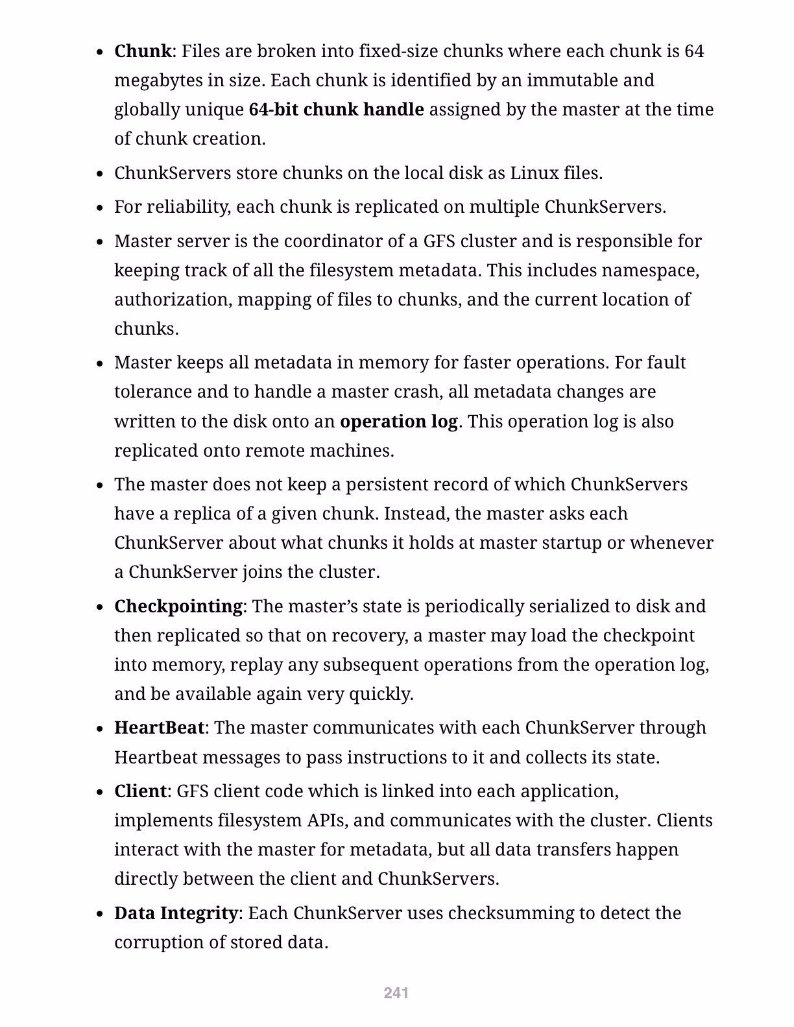 • Chunk: Files are broken into fixed-size chunks where each chunk is 64
megabytes in size. Each chunk is identified by an immutable and
globally unique 64-bit chunk handle assigned by the master at the time
of chunk creation.
• ChunkServers store chunks on the local disk as Linux files.
• For reliability, each chunk is replicated on multiple ChunkServers.
• Master server is the coordinator of a GFS cluster and is responsible for
keeping track of all the filesystem metadata. This includes namespace,
authorization, mapping of files to chunks, and the current location of
chunks.
• Master keeps all metadata in memory for faster operations. For fault
tolerance and to handle a master crash, all metadata changes are
written to the disk onto an operation log. This operation log is also
replicated onto remote machines.
• The master does not keep a persistent record of which ChunkServers
have a replica of a given chunk. Instead, the master asks each
ChunkServer about what chunks it holds at master startup or whenever
a ChunkServer joins the cluster.
• Checkpointing: The master’s state is periodically serialized to disk and
then replicated so that on recovery, a master may load the checkpoint
into memory, replay any subsequent operations from the operation log,
and be available again very quickly.
• HeartBeat: The master communicates with each ChunkServer through
Heartbeat messages to pass instructions to it and collects its state.
• Client: GFS client code which is linked into each application,
implements filesystem APIs, and communicates with the cluster. Clients
interact with the master for metadata, but all data transfers happen
directly between the client and ChunkServers.
• Data Integrity: Each ChunkServer uses checksumming to detect the
corruption of stored data.
241